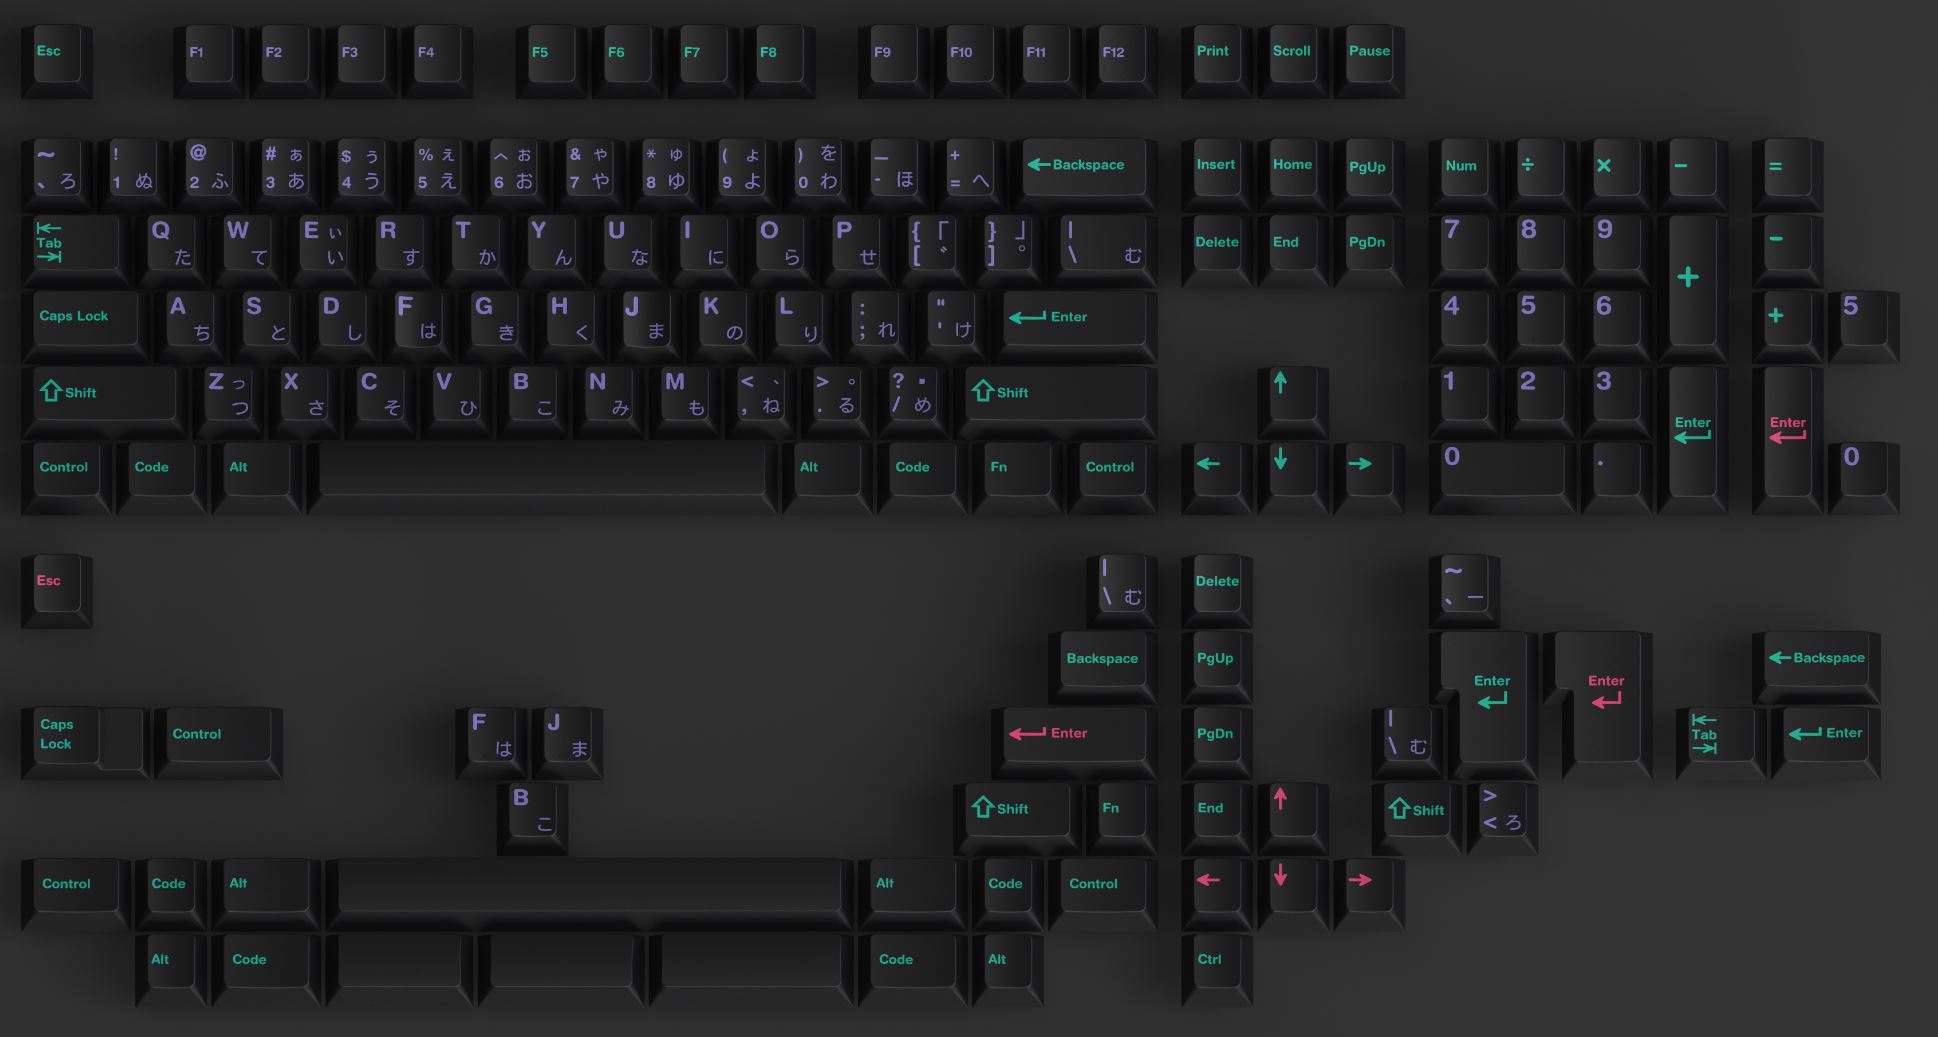 Esc F1 F2 F3 F4 F5 F6 F7 F8 F9 F10 F11 F12 Print Scroll Pause
~ ! @ # ぁ $ ぅ % ぇ ^ ぉ & ゃ * ゅ ( ょ ) を — + ← Backspace Insert Home PgUp Num ÷ × − =
、 ろ 1 ぬ 2 ふ 3 あ 4 う 5 え 6 お 7 や 8 ゆ 9 よ 0 わ - ほ = へ
Tab Q W E ぃ R T Y U I O P { 「 } 」 | Delete End PgDn 7 8 9 + −
た て い す か ん な に ら せ [ ゛ ] ゜ \ む
Caps Lock A S D F G H J K L : " ← Enter 4 5 6 + 5
ち と し は き く ま の り ; れ ' け
⇧ Shift Z っ X C V B N M < 、 > 。 ? ・ ⇧ Shift ↑ 1 2 3 Enter Enter
つ さ そ ひ こ み も , ね . る / め
Control Code Alt Alt Code Fn Control ← ↓ → 0 . 0
Esc | Delete ~
\ む 、 ー
Backspace PgUp Enter Enter ← Backspace
Caps Control F J ← Enter PgDn | Tab ← Enter
Lock は ま \ む
B ⇧ Shift Fn End ↑ ⇧ Shift >
こ < ろ
Control Code Alt Alt Code Control ← ↓ →
Alt Code Code Alt Ctrl